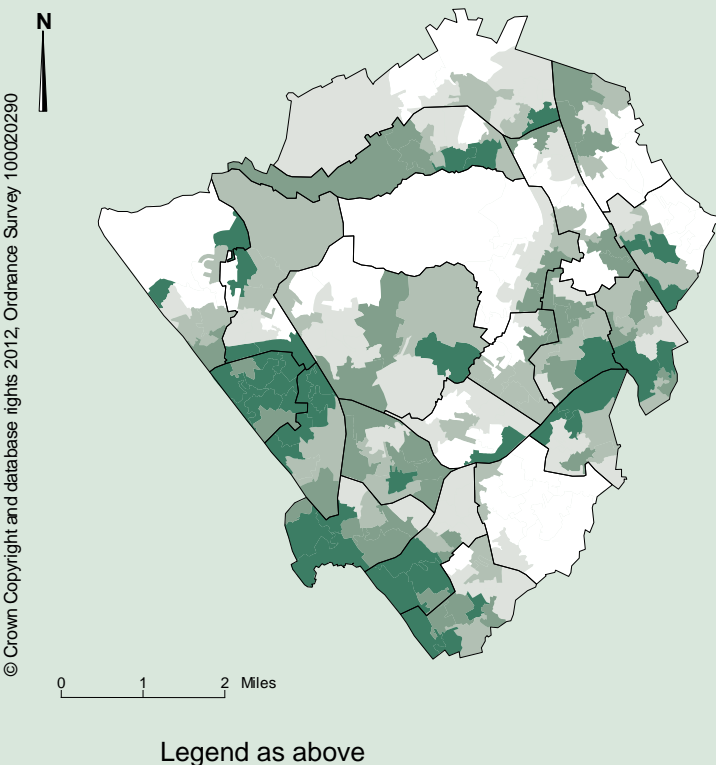 N
© Crown Copyright and database rights 2012, Ordnance Survey 100020290
0 1 2 Miles
Legend as above